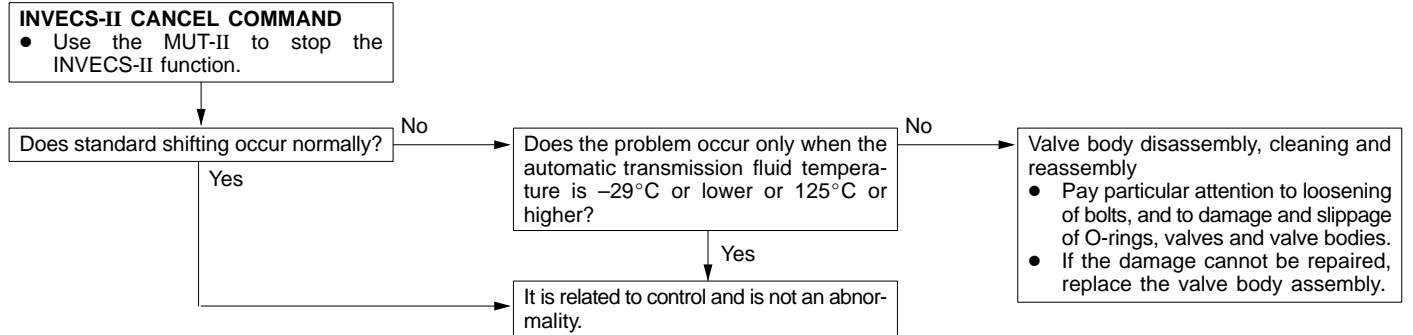 INVECS-II CANCEL COMMAND
● Use the MUT-II to stop the
INVECS-II function.
Does standard shifting occur normally?
No
Yes
Does the problem occur only when the
automatic transmission fluid tempera-
ture is –29°C or lower or 125°C or
higher?
No
Yes
Valve body disassembly, cleaning and
reassembly
● Pay particular attention to loosening
of bolts, and to damage and slippage
of O-rings, valves and valve bodies.
● If the damage cannot be repaired,
replace the valve body assembly.
It is related to control and is not an abnor-
mality.